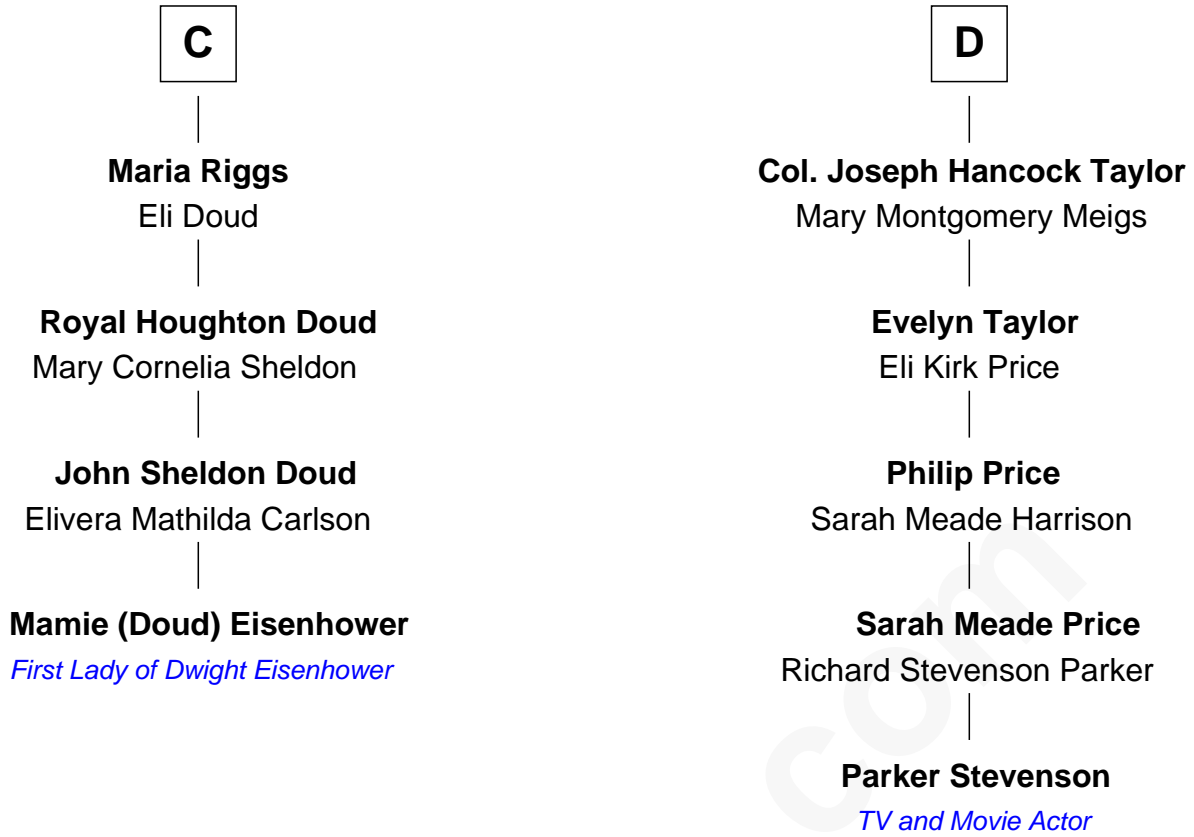 C
Maria Riggs
Eli Doud
Royal Houghton Doud
Mary Cornelia Sheldon
John Sheldon Doud
Elivera Mathilda Carlson
Mamie (Doud) Eisenhower
First Lady of Dwight Eisenhower
D
Col. Joseph Hancock Taylor
Mary Montgomery Meigs
Evelyn Taylor
Eli Kirk Price
Philip Price
Sarah Meade Harrison
Sarah Meade Price
Richard Stevenson Parker
Parker Stevenson
TV and Movie Actor
com